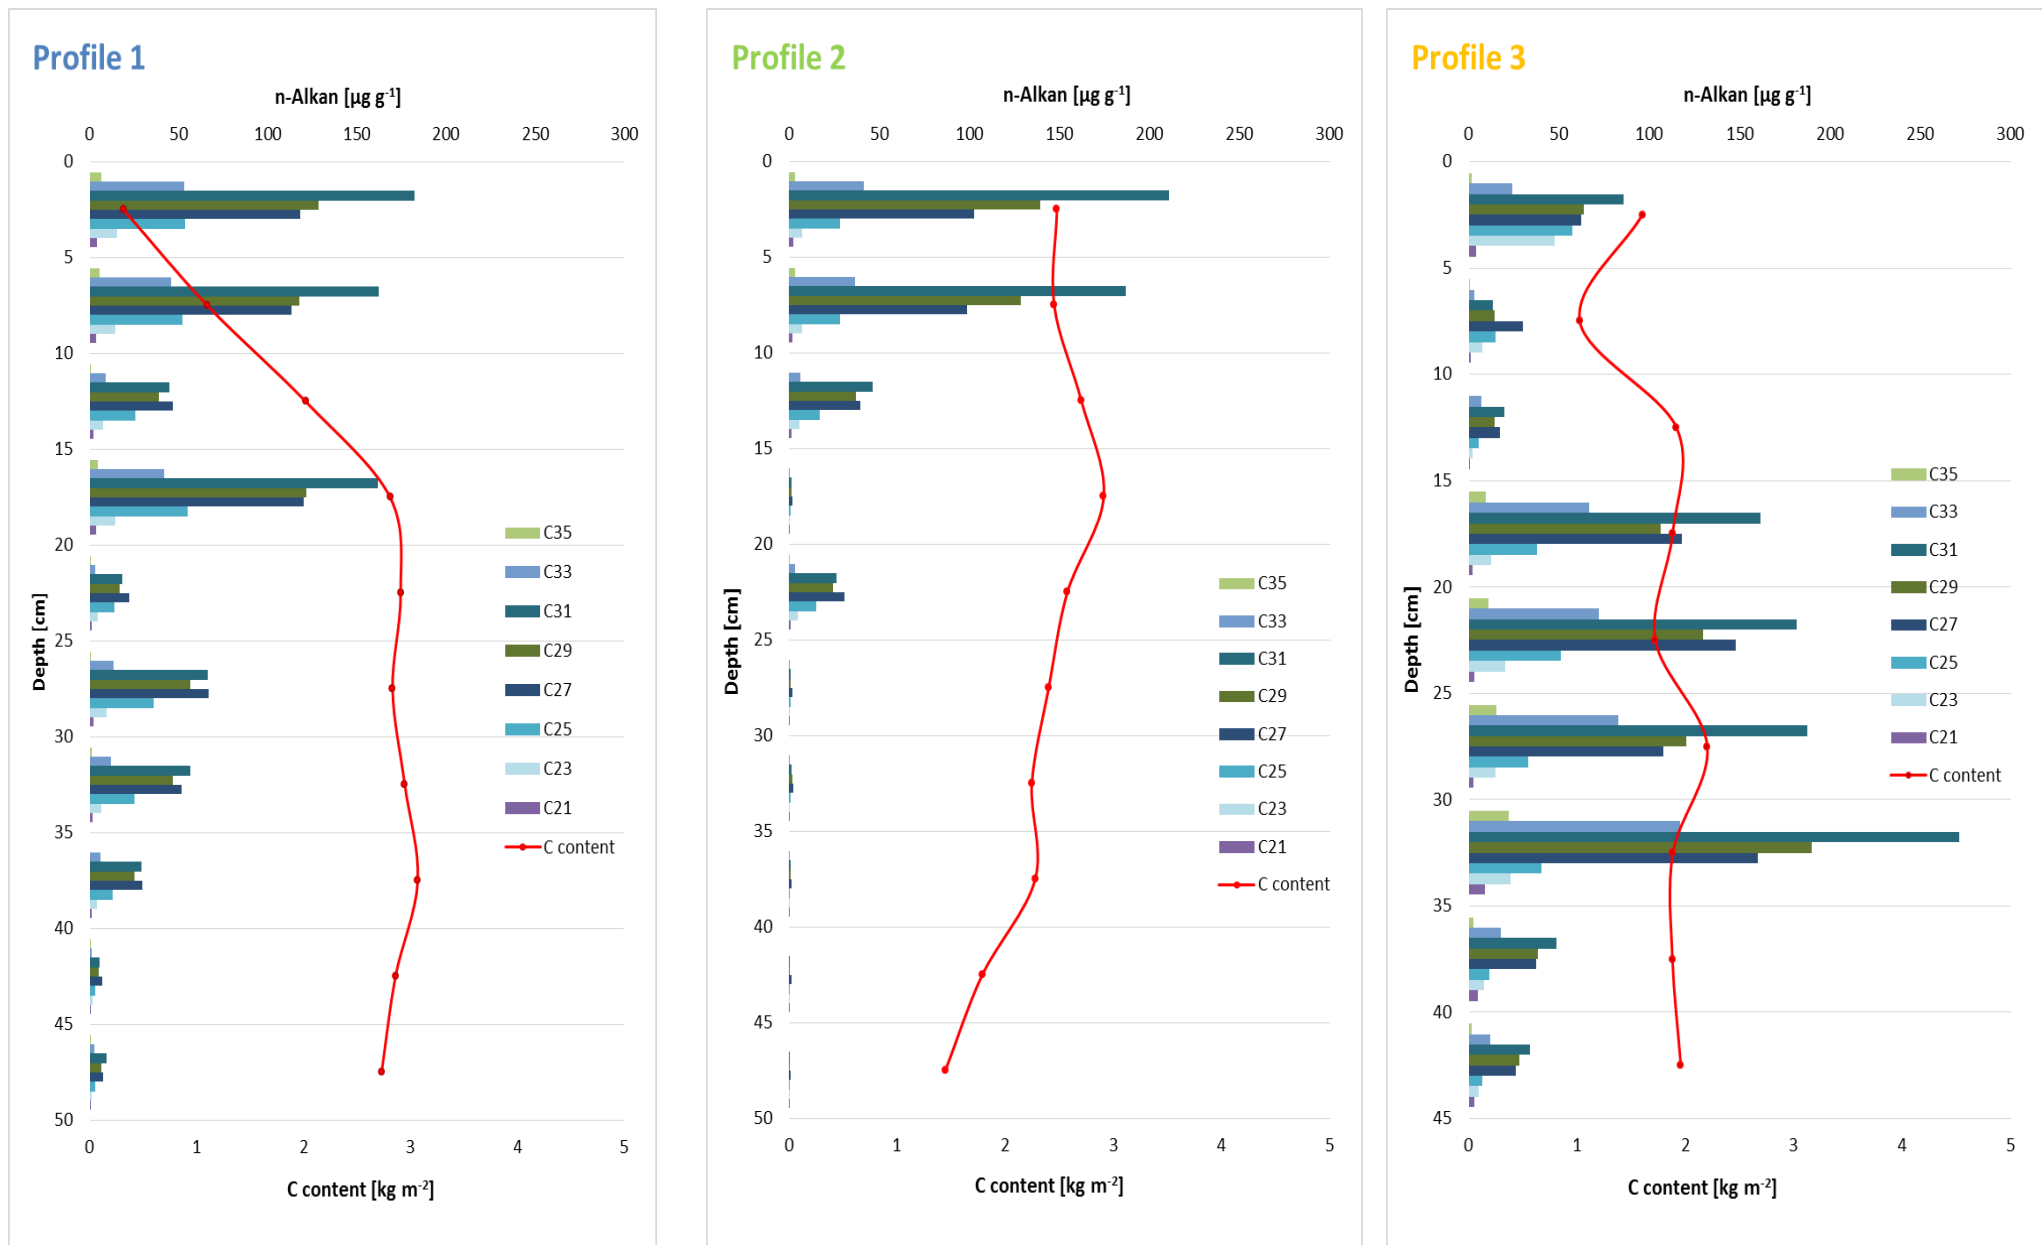 Profile 1
n-Alkan [µg g-1]
0 50 100 150 200 250 300
0
5
10
15
20
25
30
35
40
45
50
Depth [cm]
C35
C33
C31
C29
C27
C25
C23
C21
C content
0 1 2 3 4 5
C content [kg m-2]
Profile 2
n-Alkan [µg g-1]
0 50 100 150 200 250 300
0
5
10
15
20
25
30
35
40
45
50
Depth [cm]
C35
C33
C31
C29
C27
C25
C23
C21
C content
0 1 2 3 4 5
C content [kg m-2]
Profile 3
n-Alkan [µg g-1]
0 50 100 150 200 250 300
0
5
10
15
20
25
30
35
40
45
Depth [cm]
C35
C33
C31
C29
C27
C25
C23
C21
C content
0 1 2 3 4 5
C content [kg m-2]